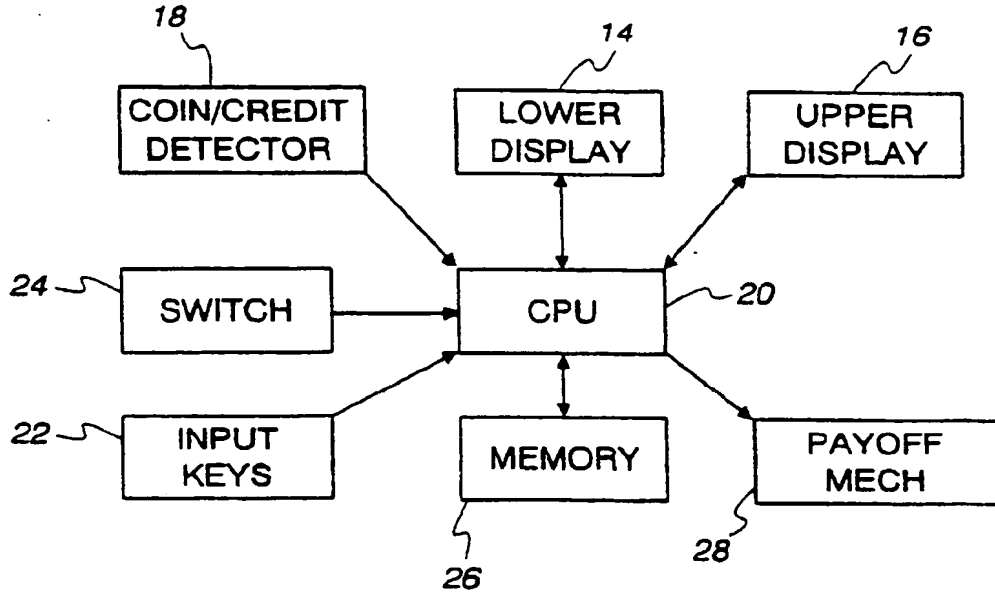 18
14
16
COIN/CREDIT
DETECTOR
LOWER
DISPLAY
UPPER
DISPLAY
24
SWITCH
CPU
20
22
INPUT
KEYS
MEMORY
PAYOFF
MECH
26
28